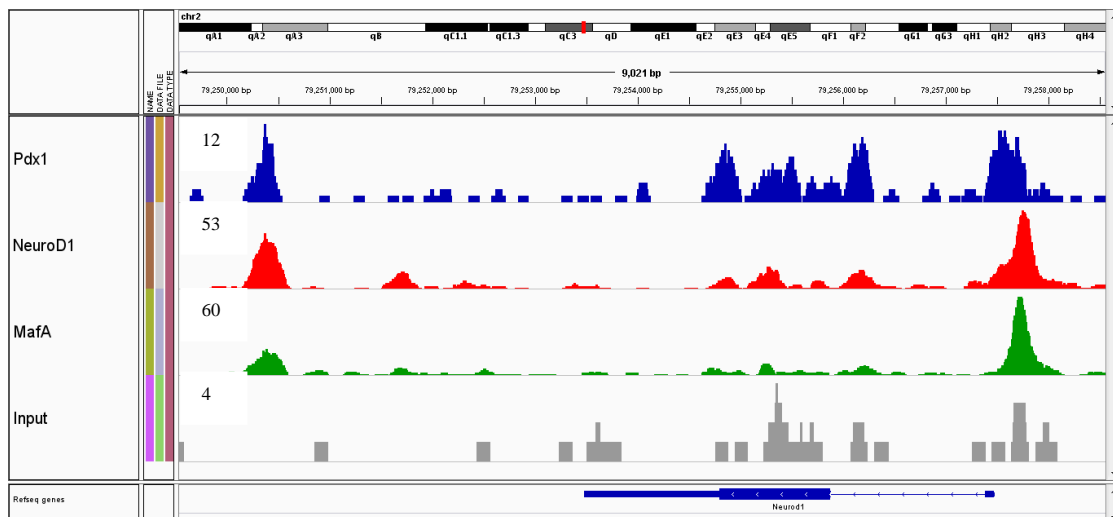 chr2
qA1 qA2 qA3 qB qC1.1 qC1.3 qC3 qD qE1 qE2 qE3 qE4 qE5 qF1 qF2 qG1 qG3 qH1 qH2 qH3 qH4
9,021 bp
NAME
DATA FILE
DATA TYPE
79,250,000 bp 79,251,000 bp 79,252,000 bp 79,253,000 bp 79,254,000 bp 79,255,000 bp 79,256,000 bp 79,257,000 bp 79,258,000 bp
Pdx1 12
NeuroD1 53
MafA 60
Input 4
Refseq genes
Neurod1